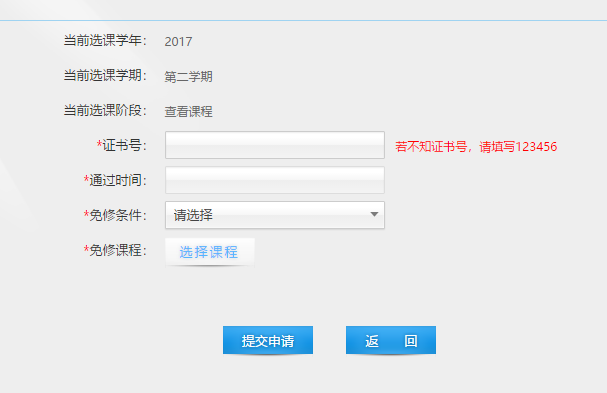 当前选课学年： 2017
当前选课学期： 第二学期
当前选课阶段： 查看课程
*证书号： 若不知证书号，请填写123456
*通过时间：
*免修条件： 请选择
*免修课程： 选择课程
提交申请 返 回